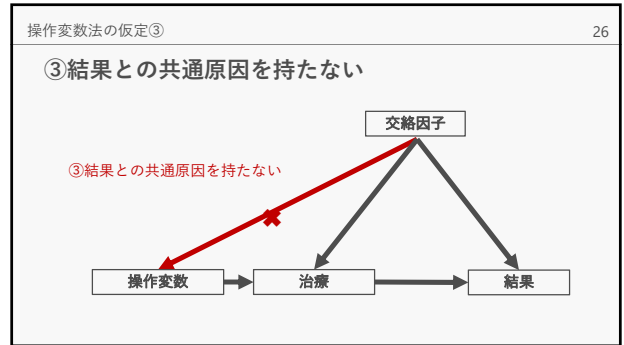 操作変数法の仮定③
26
③結果との共通原因を持たない
交絡因子
③結果との共通原因を持たない
操作変数
治療
結果